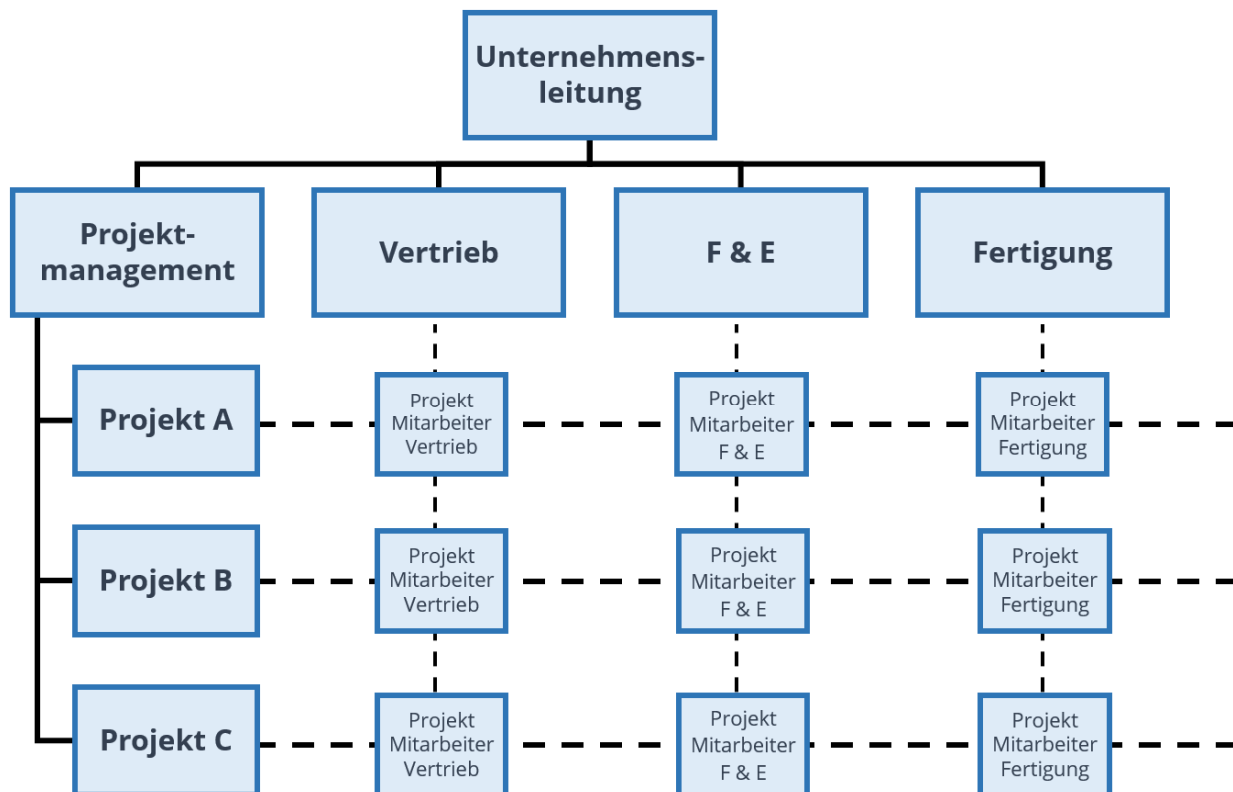 Unternehmens-
leitung
Projekt-
management
Vertrieb
F & E
Fertigung
Projekt A
Projekt
Mitarbeiter
Vertrieb
Projekt
Mitarbeiter
F & E
Projekt
Mitarbeiter
Fertigung
Projekt B
Projekt
Mitarbeiter
Vertrieb
Projekt
Mitarbeiter
F & E
Projekt
Mitarbeiter
Fertigung
Projekt C
Projekt
Mitarbeiter
Vertrieb
Projekt
Mitarbeiter
F & E
Projekt
Mitarbeiter
Fertigung